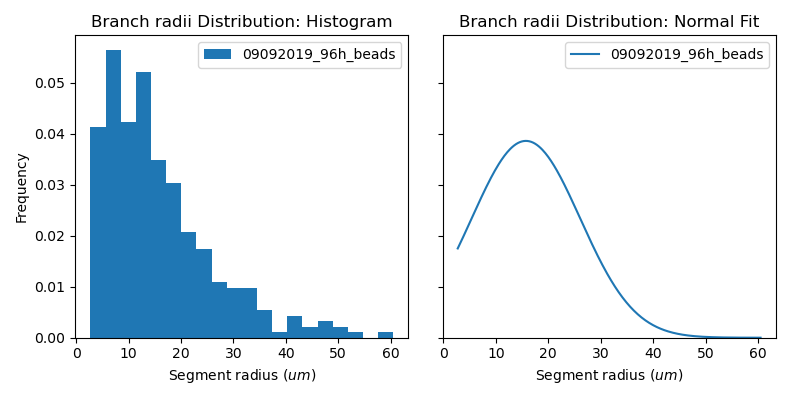 Branch radii Distribution: Histogram
09092019_96h_beads
Frequency
0.05
0.04
0.03
0.02
0.01
0.00
0 10 20 30 40 50 60
Segment radius (um)
Branch radii Distribution: Normal Fit
09092019_96h_beads
0 10 20 30 40 50 60
Segment radius (um)